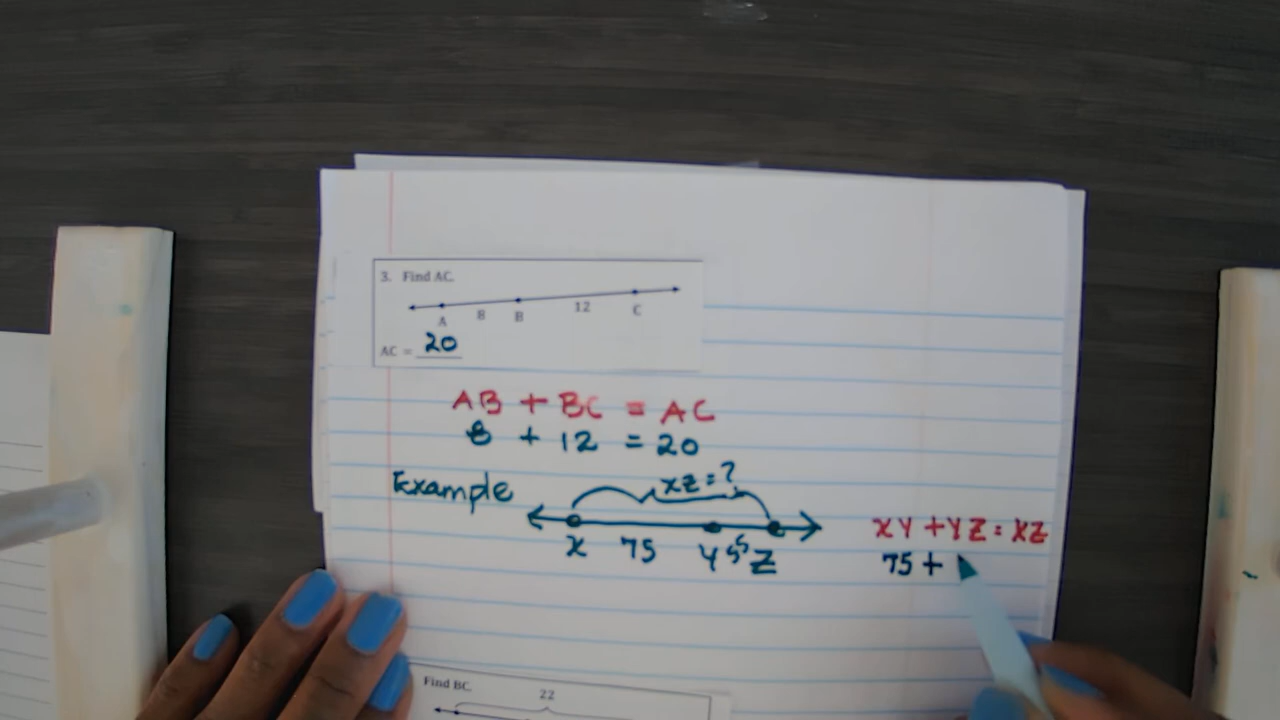 3. Find AC.
A 8 B 12 C
AC = 20
AB + BC = AC
8 + 12 = 20
Example
XZ = ?
X 75 Y 55 Z
XY + YZ = XZ
75 +
Find BC.
22